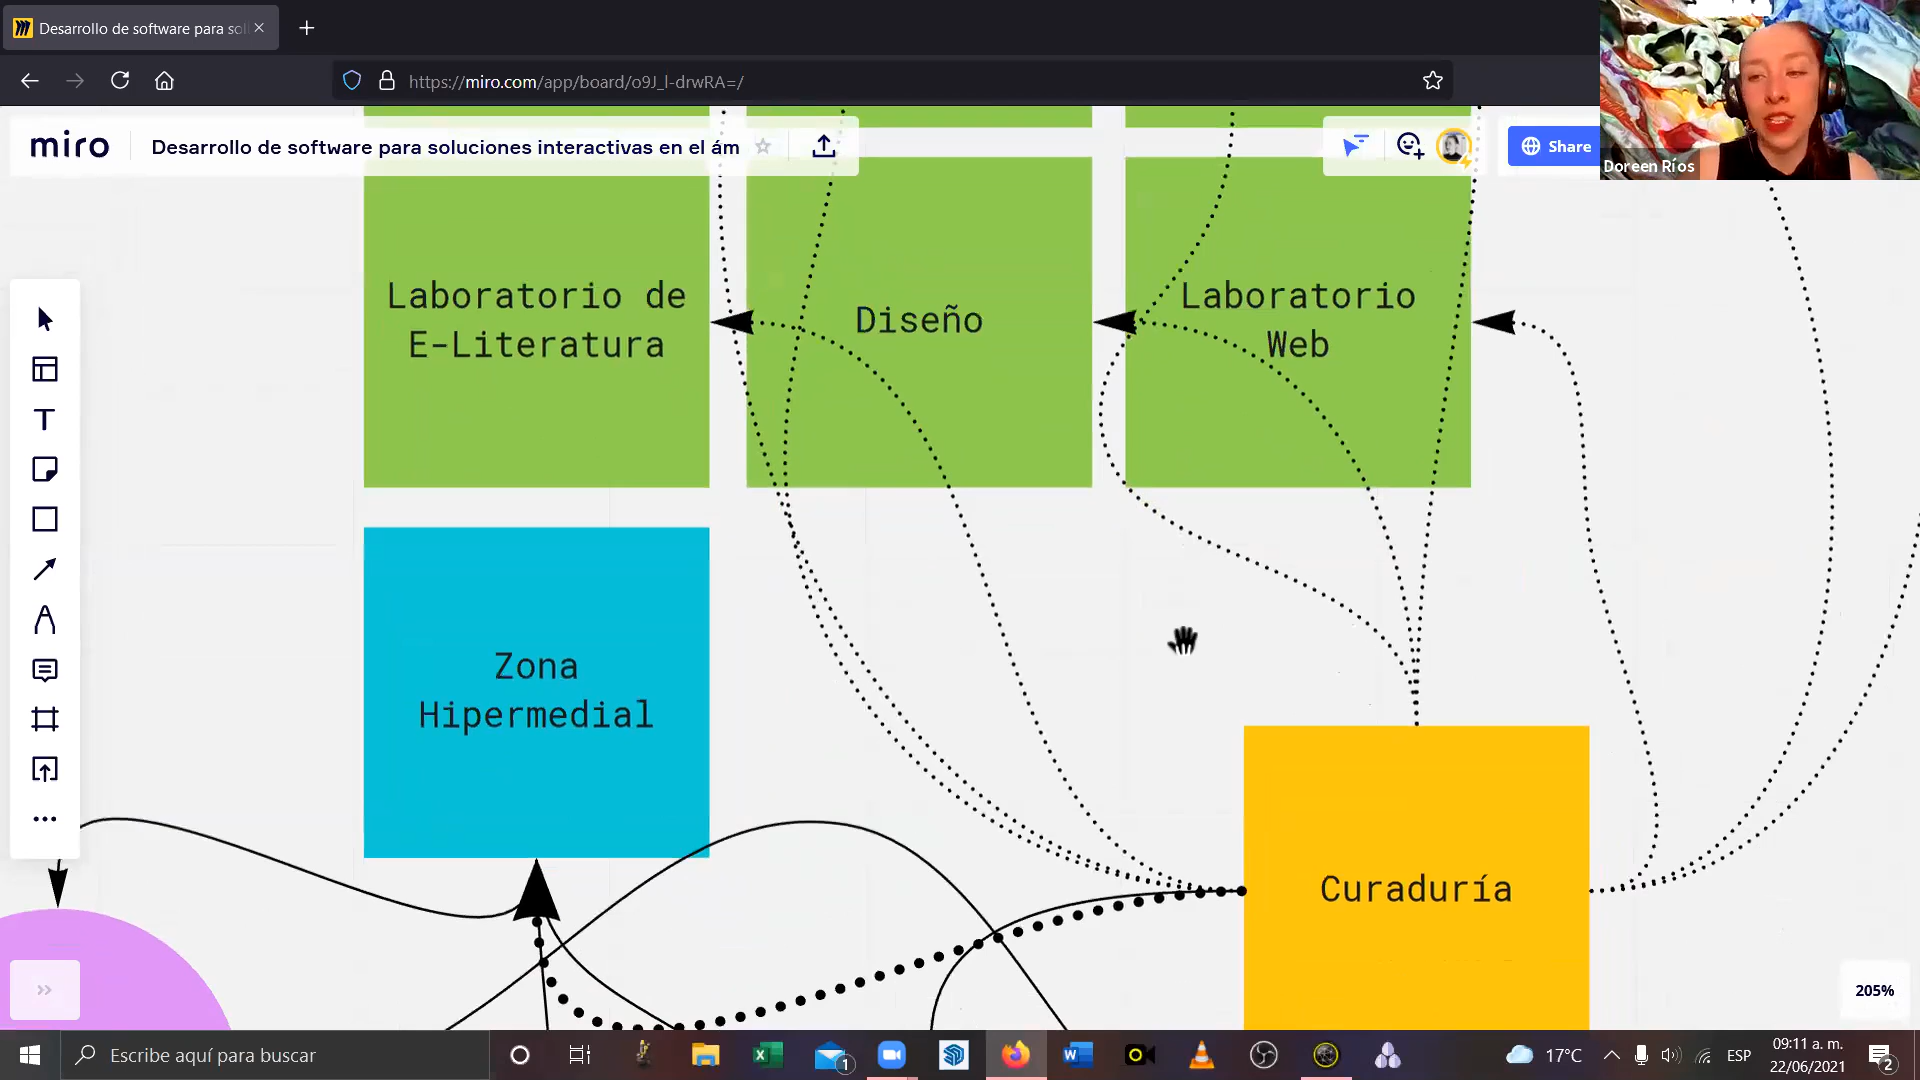 Desarrollo de software para sol
https://miro.com/app/board/o9J_l-drwRA=/
miro
Desarrollo de software para soluciones interactivas en el ám
Share
Doreen Ríos
Laboratorio de
E-Literatura
Diseño
Laboratorio
Web
Zona
Hipermedial
Curaduría
205%
Escribe aquí para buscar
1
17°C
ESP
09:11 a. m.
22/06/2021
2